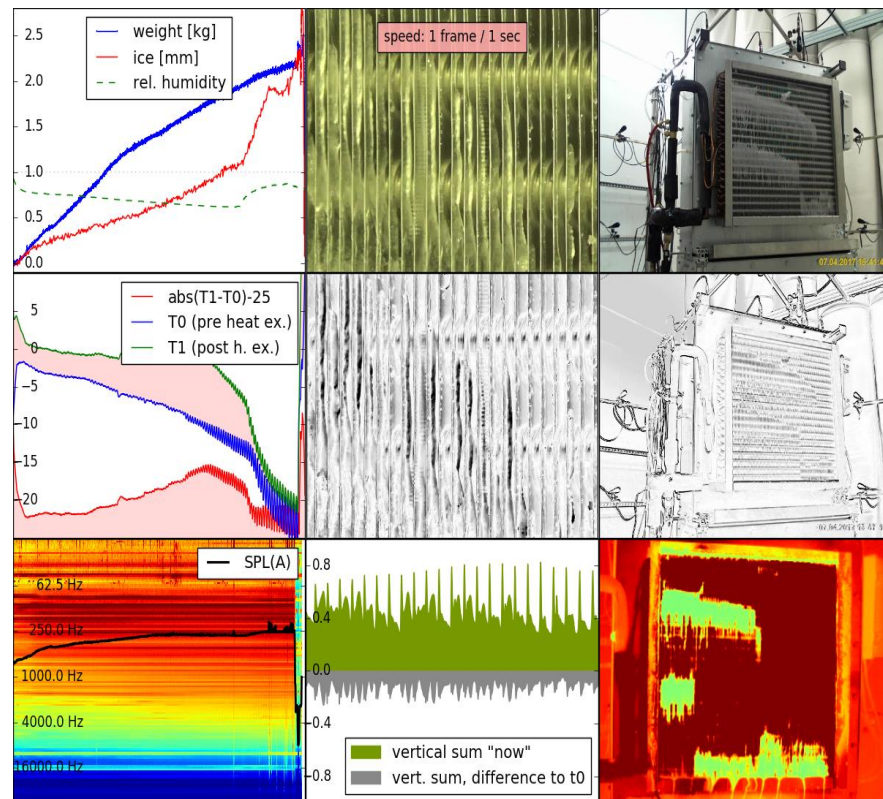 2.5
2.0
1.5
1.0
0.5
0.0
weight [kg]
ice [mm]
rel. humidity
speed: 1 frame / 1 sec
5
0
−5
−10
−15
−20
abs(T1-T0)-25
T0 (pre heat ex.)
T1 (post h. ex.)
SPL(A)
62.5 Hz
250.0 Hz
1000.0 Hz
4000.0 Hz
16000.0 Hz
0.8
0.4
0.0
−0.4
−0.8
vertical sum "now"
vert. sum, difference to t0